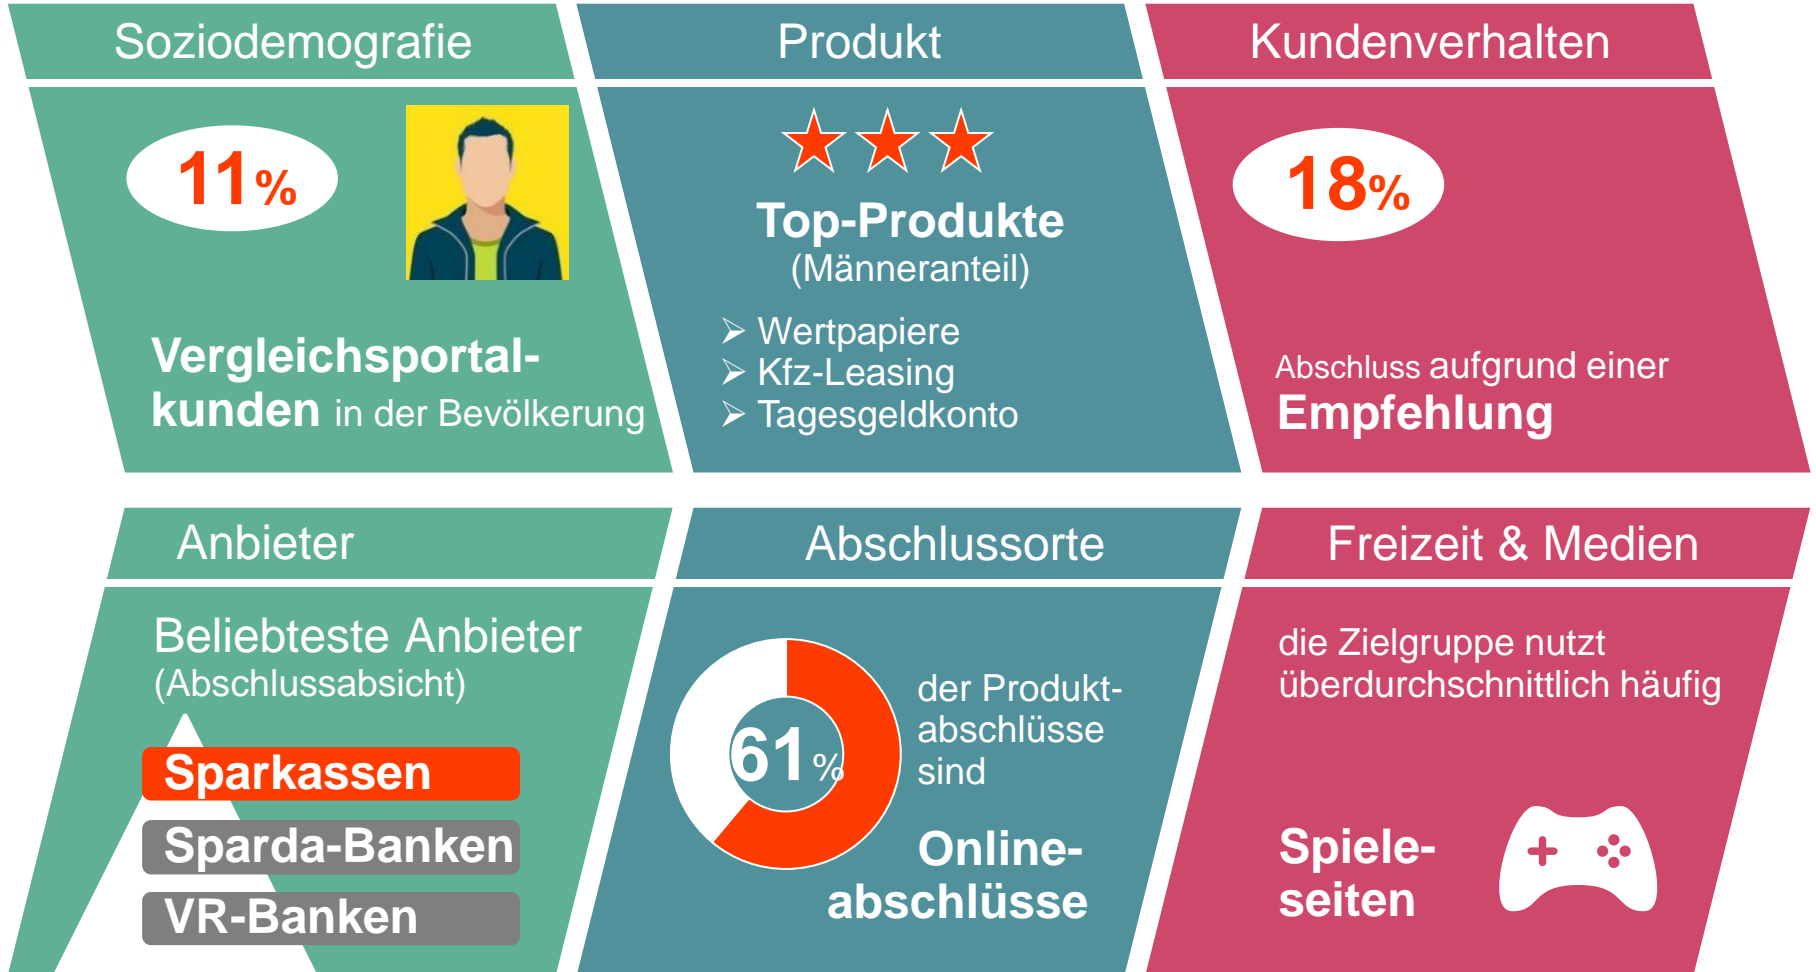 Soziodemografie
11%
Vergleichsportal-
kunden in der Bevölkerung
Produkt
Top-Produkte
(Männeranteil)
➢ Wertpapiere
➢ Kfz-Leasing
➢ Tagesgeldkonto
Kundenverhalten
18%
Abschluss aufgrund einer
Empfehlung
Anbieter
Beliebteste Anbieter
(Abschlussabsicht)
Sparkassen
Sparda-Banken
VR-Banken
Abschlussorte
61%
der Produkt-
abschlüsse
sind
Online-
abschlüsse
Freizeit & Medien
die Zielgruppe nutzt
überdurchschnittlich häufig
Spiele-
seiten